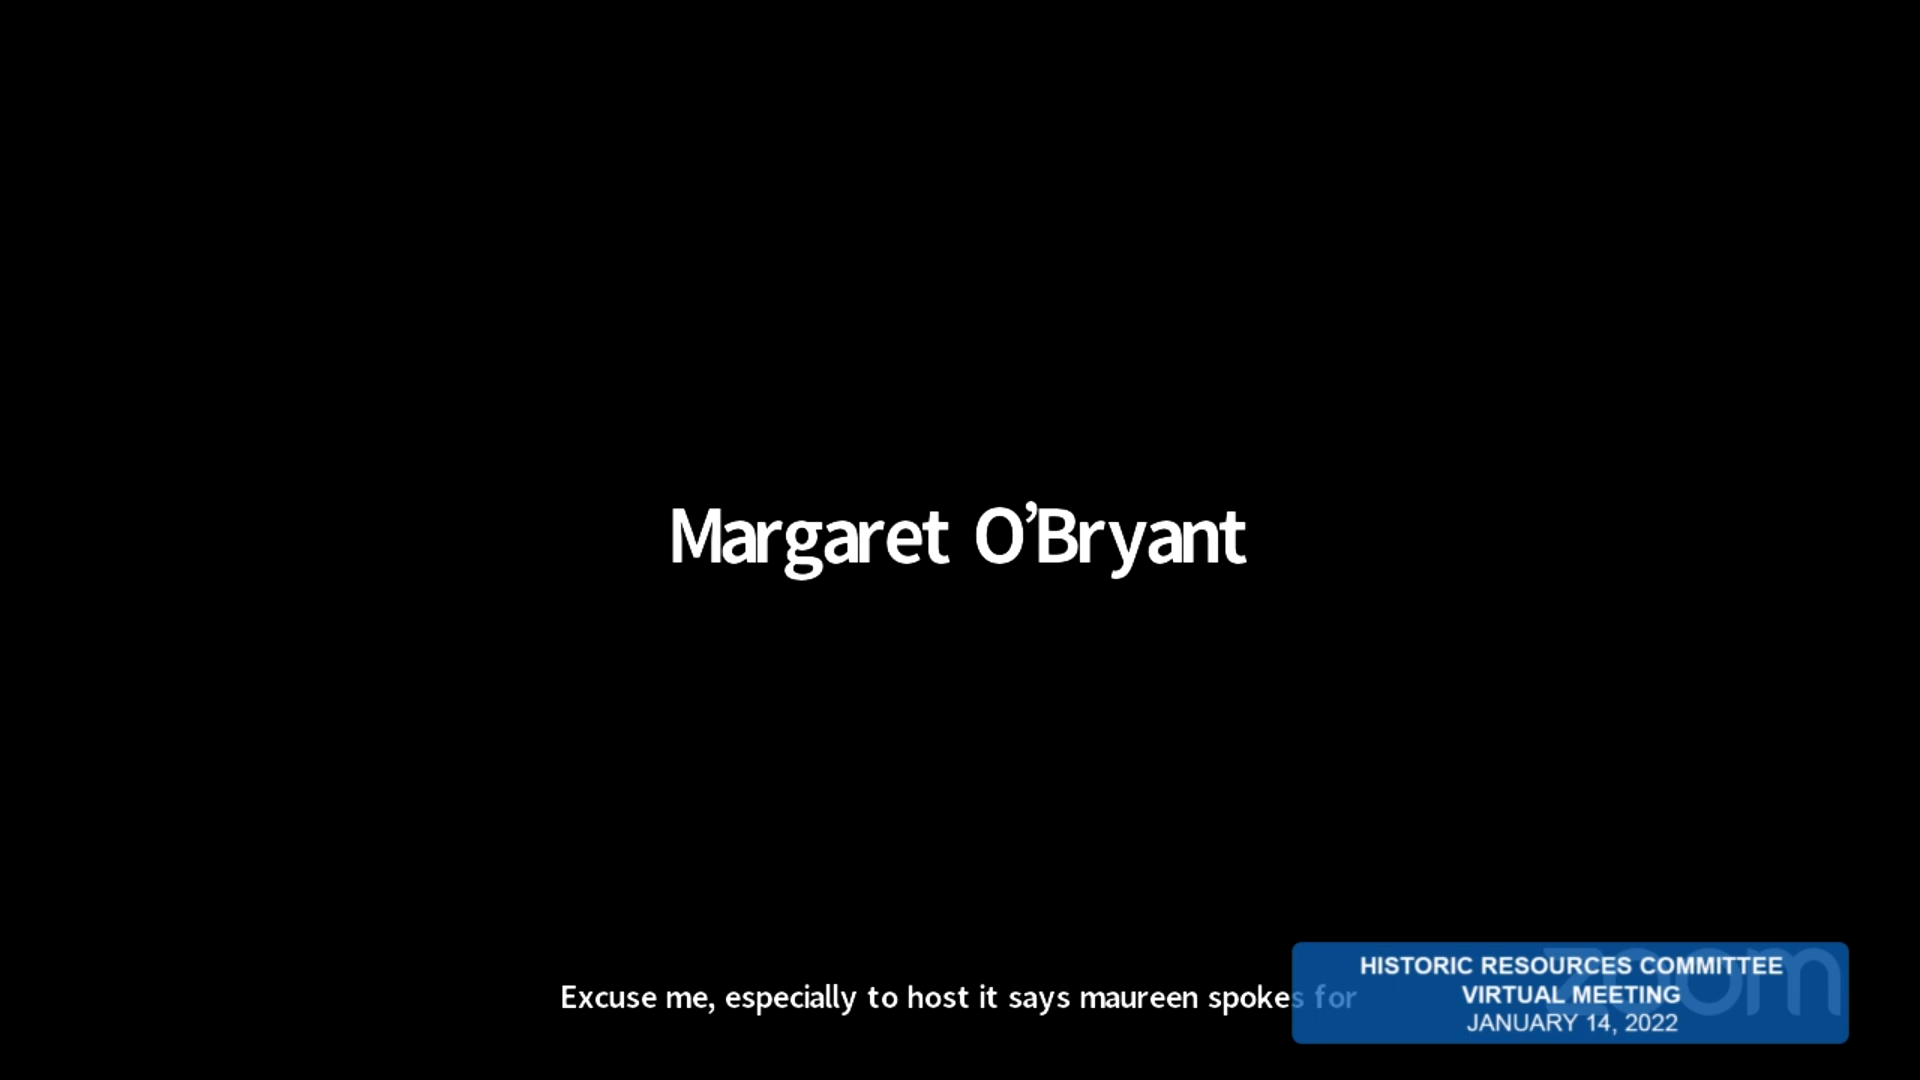 Margaret O’Bryant
Excuse me, especially to host it says maureen spokes for
HISTORIC RESOURCES COMMITTEE
VIRTUAL MEETING
JANUARY 14, 2022
zoom